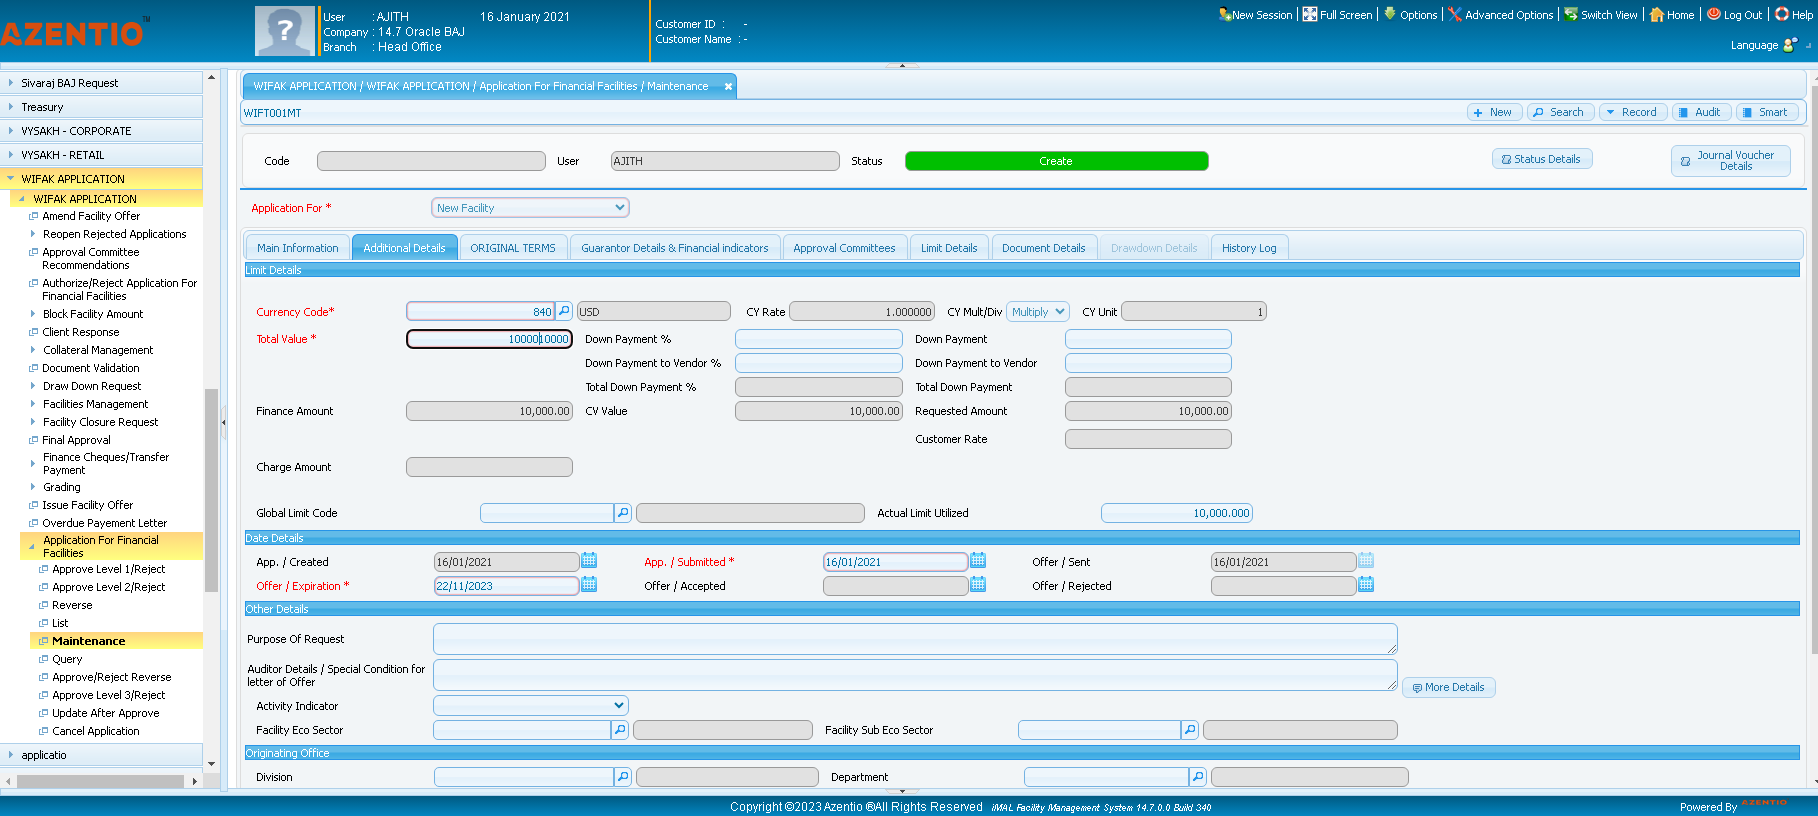 AZENTIO™
User : AJITH 16 January 2021
Company : 14.7 Oracle BAJ
Branch : Head Office
Customer ID : -
Customer Name : -
New Session Full Screen Options Advanced Options Switch View Home Log Out Help
Language
Sivaraj BAJ Request
Treasury
VYSAKH - CORPORATE
VYSAKH - RETAIL
WIFAK APPLICATION
WIFAK APPLICATION
Amend Facility Offer
Reopen Rejected Applications
Approval Committee
Recommendations
Authorize/Reject Application For
Financial Facilities
Block Facility Amount
Client Response
Collateral Management
Document Validation
Draw Down Request
Facilities Management
Facility Closure Request
Final Approval
Finance Cheques/Transfer
Payment
Grading
Issue Facility Offer
Overdue Payement Letter
Application For Financial
Facilities
Approve Level 1/Reject
Approve Level 2/Reject
Reverse
List
Maintenance
Query
Approve/Reject Reverse
Approve Level 3/Reject
Update After Approve
Cancel Application
applicatio
WIFAK APPLICATION / WIFAK APPLICATION / Application For Financial Facilities / Maintenance
WIFT001MT
New Search Record Audit Smart
Code User AJITH Status Create Status Details
Journal Voucher
Details
Application For * New Facility
Main Information Additional Details ORIGINAL TERMS Guarantor Details & Financial indicators Approval Committees Limit Details Document Details Drawdown Details History Log
Limit Details
Currency Code* 840 USD CY Rate 1.000000 CY Mult/Div Multiply CY Unit 1
Total Value * 1000010000 Down Payment % Down Payment
Down Payment to Vendor % Down Payment to Vendor
Total Down Payment % Total Down Payment
Finance Amount 10,000.00 CV Value 10,000.00 Requested Amount 10,000.00
Customer Rate
Charge Amount
Global Limit Code Actual Limit Utilized 10,000.000
Date Details
App. / Created 16/01/2021 App. / Submitted * 16/01/2021 Offer / Sent 16/01/2021
Offer / Expiration * 22/11/2023 Offer / Accepted Offer / Rejected
Other Details
Purpose Of Request
Auditor Details / Special Condition for
letter of Offer
More Details
Activity Indicator
Facility Eco Sector Facility Sub Eco Sector
Originating Office
Division Department
Copyright ©2023 Azentio ®All Rights Reserved iMAL Facility Management System 14.7.0.0 Build 340
Powered By AZENTIO